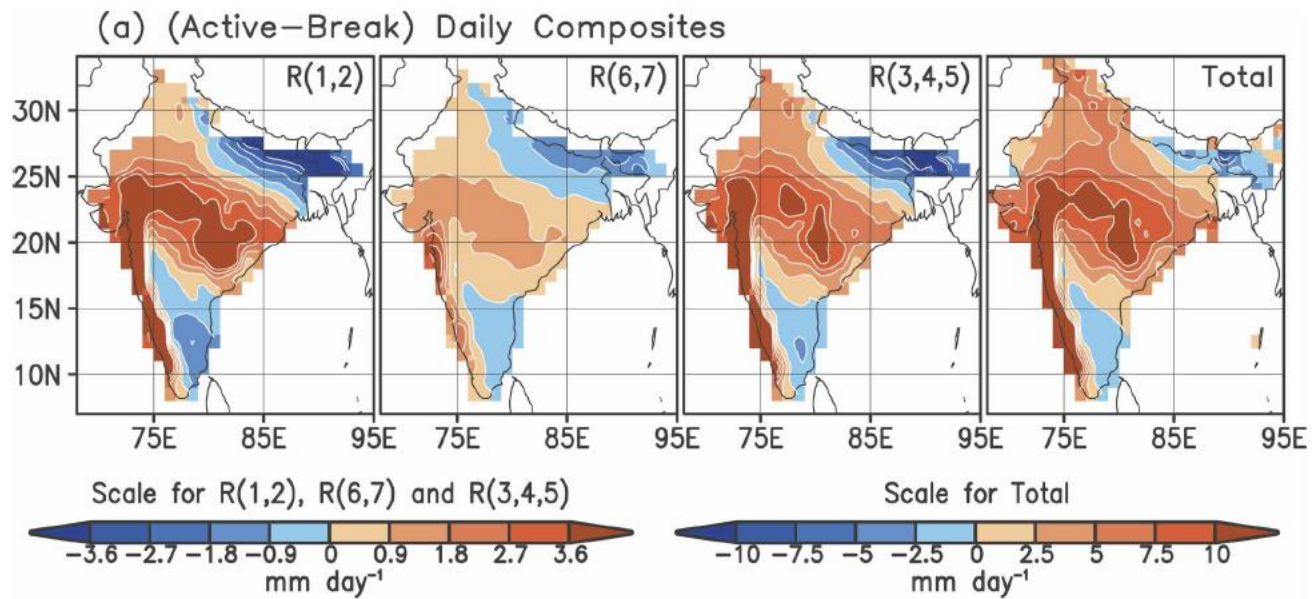 (a) (Active−Break) Daily Composites
R(1,2) R(6,7) R(3,4,5) Total
30N
25N
20N
15N
10N
75E 85E 95E 75E 85E 95E 75E 85E 95E 75E 85E 95E
Scale for R(1,2), R(6,7) and R(3,4,5)
−3.6 −2.7 −1.8 −0.9 0 0.9 1.8 2.7 3.6
mm day⁻¹
Scale for Total
−10 −7.5 −5 −2.5 0 2.5 5 7.5 10
mm day⁻¹